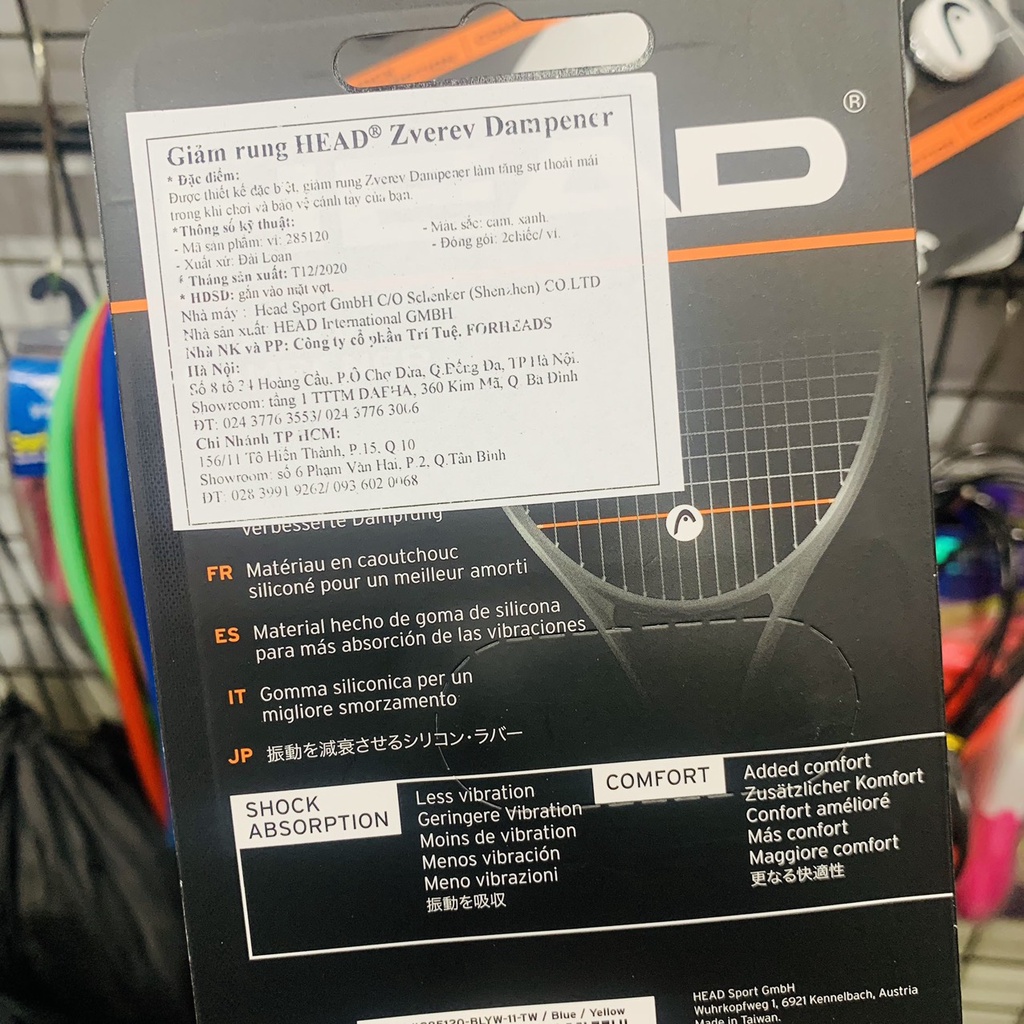 ®
AD
Giảm rung HEAD® Zverev Dampener
* Đặc điểm:
Được thiết kế đặc biệt, giảm rung Zverev Dampener làm tăng sự thoải mái
trong khi chơi và bảo vệ cánh tay của bạn.
*Thông số kỹ thuật:
- Mã sản phẩm: ví: 285120
- Màu sắc: cam, xanh.
- Xuất xứ: Đài Loan
- Đóng gói: 2chiếc/ ví.
* Tháng sản xuất: T12/2020
* HDSD: gắn vào mặt vợt.
Nhà máy : Head Sport GmbH C/O Schenker (Shenzhen) CO.LTD
Nhà sản xuất: HEAD International GMBH
Nhà NK và PP: Công ty cổ phần Trí Tuệ, FORHEADS
Hà Nội:
Số 8 tổ 24 Hoàng Cầu, P.Ô Chợ Dừa, Q.Đống Đa, TP Hà Nội.
Showroom: tầng 1 TTTM DAEHA, 360 Kim Mã, Q. Ba Đình
ĐT: 024 3776 3553/ 024 3776 3066
Chi Nhánh TP HCM:
156/11 Tô Hiến Thành, P.15, Q.10
Showroom: số 6 Phạm Văn Hai, P.2, Q.Tân Bình
ĐT: 028 3991 9262/ 093 602 0068
verbesserte Dämpfung
FR Matériau en caoutchouc
siliconé pour un meilleur amorti
ES Material hecho de goma de silicona
para más absorción de las vibraciones
IT Gomma siliconica per un
migliore smorzamento
JP 振動を減衰させるシリコン・ラバー
SHOCK
ABSORPTION
Less vibration
Geringere Vibration
Moins de vibration
Menos vibración
Meno vibrazioni
振動を吸収
COMFORT
Added comfort
Zusätzlicher Komfort
Confort amélioré
Más confort
Maggiore comfort
更なる快適性
285120-BLYW-11-TW / Blue / Yellow
HEAD Sport GmbH
Wuhrkopfweg 1, 6921 Kennelbach, Austria
Made in Taiwan.